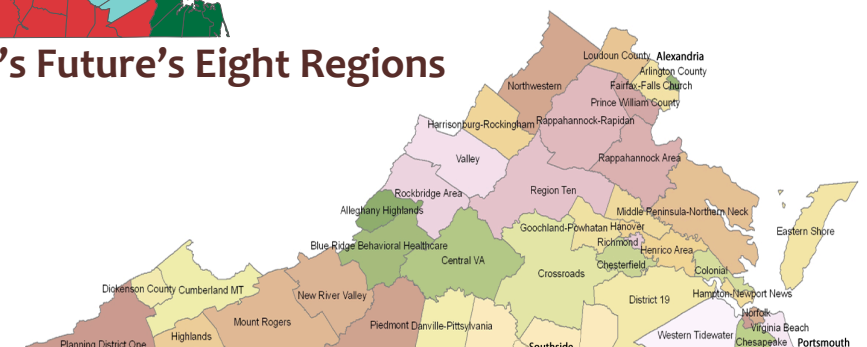 's Future's Eight Regions
Loudoun County
Alexandria
Arlington County
Northwestern
Fairfax-Falls Church
Prince William County
Harrisonburg-Rockingham
Rappahannock-Rapidan
Valley
Rappahannock Area
Rockbridge Area
Region Ten
Alleghany Highlands
Middle Peninsula-Northern Neck
Goochland-Powhatan
Hanover
Eastern Shore
Blue Ridge Behavioral Healthcare
Richmond
Henrico Area
Central VA
Chesterfield
Crossroads
Colonial
Dickenson County
Cumberland MT
New River Valley
Hampton-Newport News
District 19
Norfolk
Mount Rogers
Piedmont
Danville-Pittsylvania
Virginia Beach
Highlands
Western Tidewater
Planning District One
Southside
Chesapeake
Portsmouth